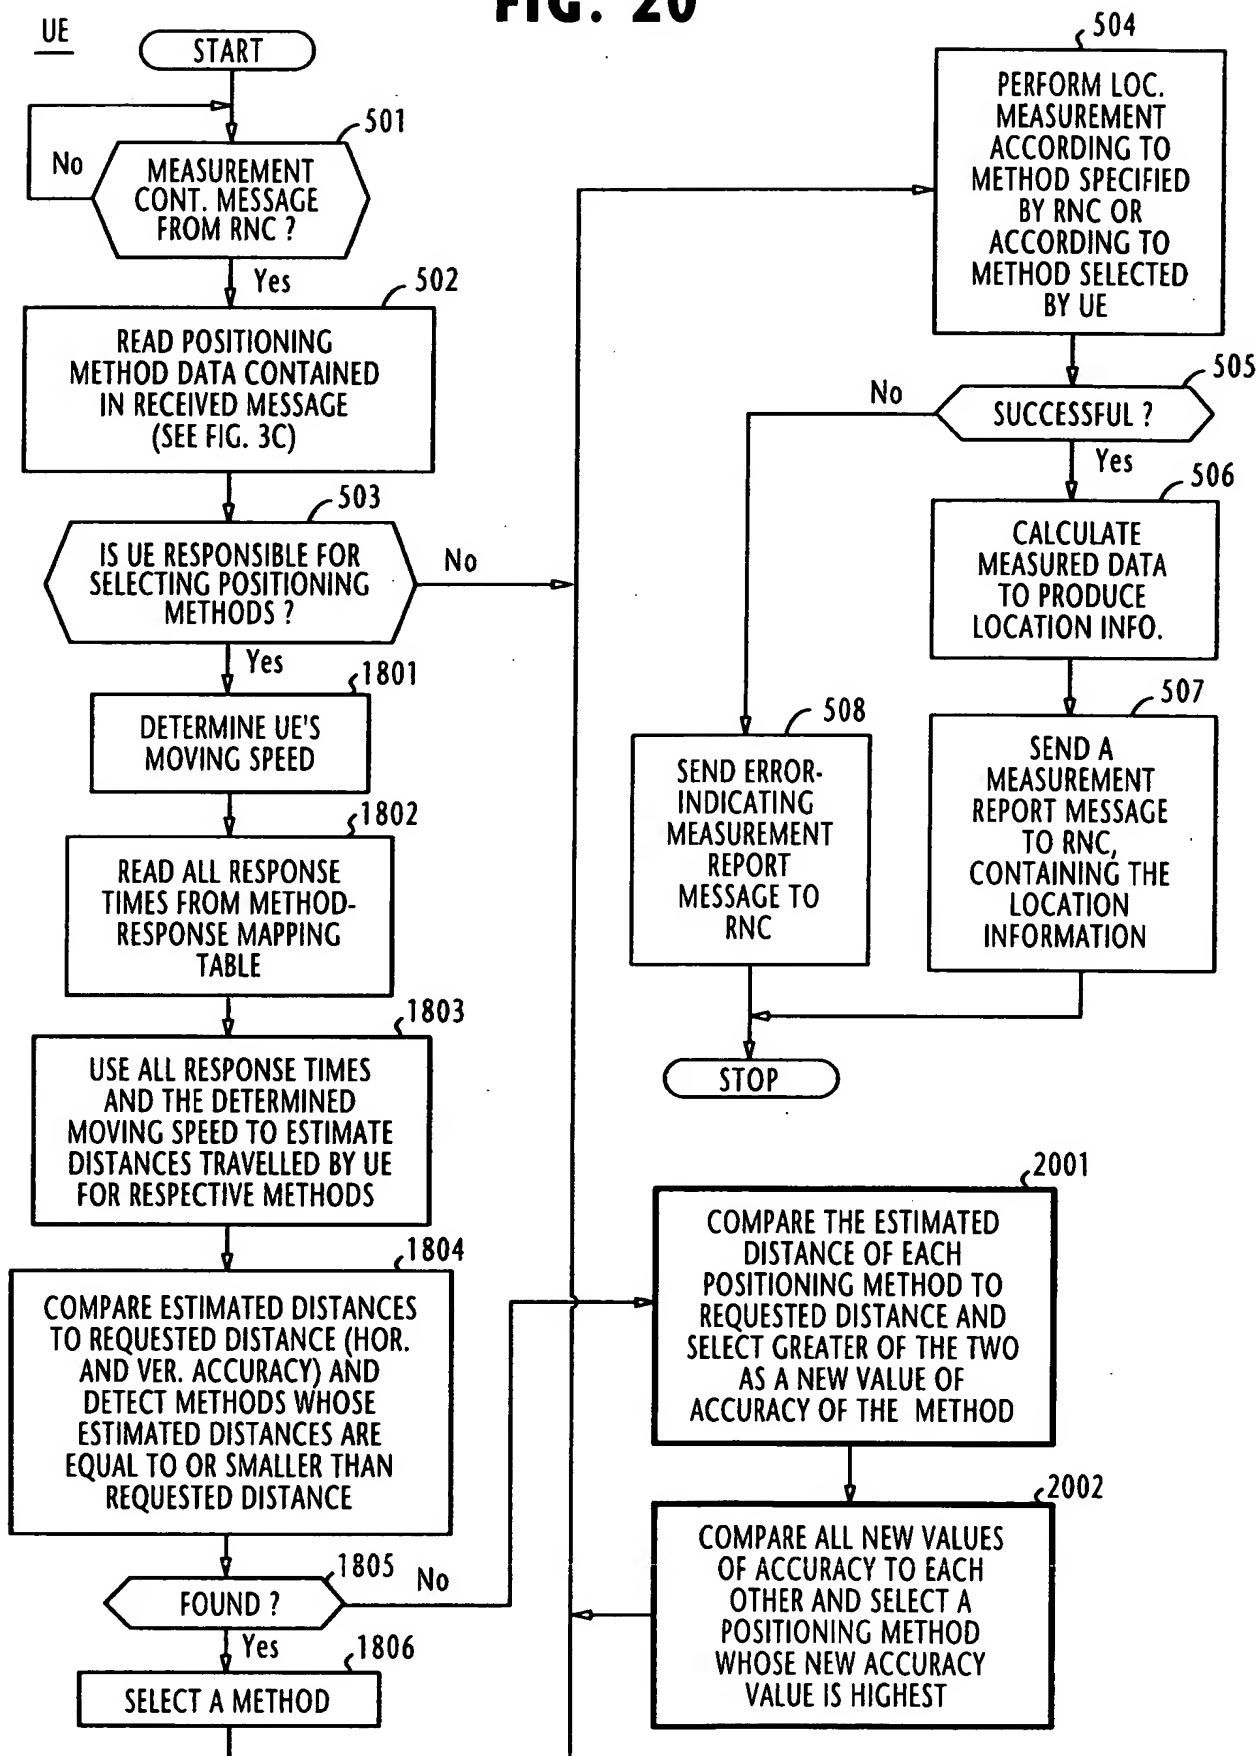 FIG. 20
UE
START
501
No
MEASUREMENT
CONT. MESSAGE
FROM RNC ?
Yes
502
READ POSITIONING
METHOD DATA CONTAINED
IN RECEIVED MESSAGE
(SEE FIG. 3C)
503
IS UE RESPONSIBLE FOR
SELECTING POSITIONING
METHODS ?
No
Yes
1801
DETERMINE UE'S
MOVING SPEED
1802
READ ALL RESPONSE
TIMES FROM METHOD-
RESPONSE MAPPING
TABLE
1803
USE ALL RESPONSE TIMES
AND THE DETERMINED
MOVING SPEED TO ESTIMATE
DISTANCES TRAVELLED BY UE
FOR RESPECTIVE METHODS
1804
COMPARE ESTIMATED DISTANCES
TO REQUESTED DISTANCE (HOR.
AND VER. ACCURACY) AND
DETECT METHODS WHOSE
ESTIMATED DISTANCES ARE
EQUAL TO OR SMALLER THAN
REQUESTED DISTANCE
1805
FOUND ?
No
Yes
1806
SELECT A METHOD
504
PERFORM LOC.
MEASUREMENT
ACCORDING TO
METHOD SPECIFIED
BY RNC OR
ACCORDING TO
METHOD SELECTED
BY UE
505
No
SUCCESSFUL ?
Yes
506
CALCULATE
MEASURED DATA
TO PRODUCE
LOCATION INFO.
507
SEND A
MEASUREMENT
REPORT MESSAGE
TO RNC,
CONTAINING THE
LOCATION
INFORMATION
508
SEND ERROR-
INDICATING
MEASUREMENT
REPORT
MESSAGE TO
RNC
STOP
2001
COMPARE THE ESTIMATED
DISTANCE OF EACH
POSITIONING METHOD TO
REQUESTED DISTANCE AND
SELECT GREATER OF THE TWO
AS A NEW VALUE OF
ACCURACY OF THE METHOD
2002
COMPARE ALL NEW VALUES
OF ACCURACY TO EACH
OTHER AND SELECT A
POSITIONING METHOD
WHOSE NEW ACCURACY
VALUE IS HIGHEST